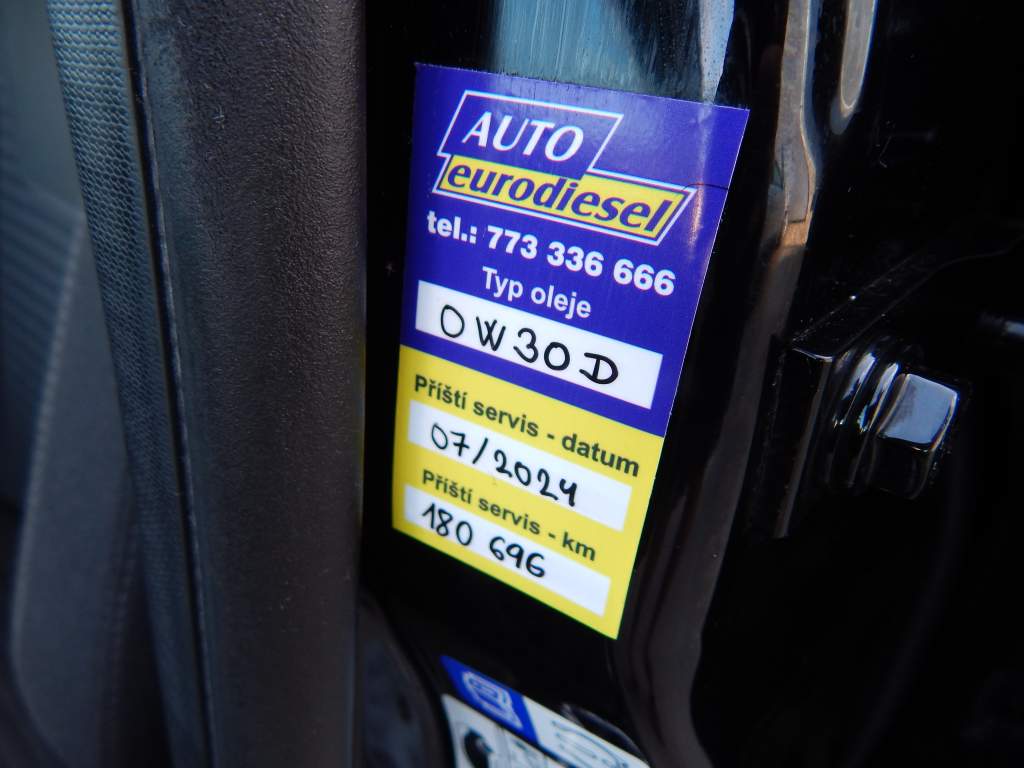 AUTO
eurodiesel
tel.: 773 336 666
Typ oleje
0W30D
Příští servis - datum
07/2024
Příští servis - km
180 696